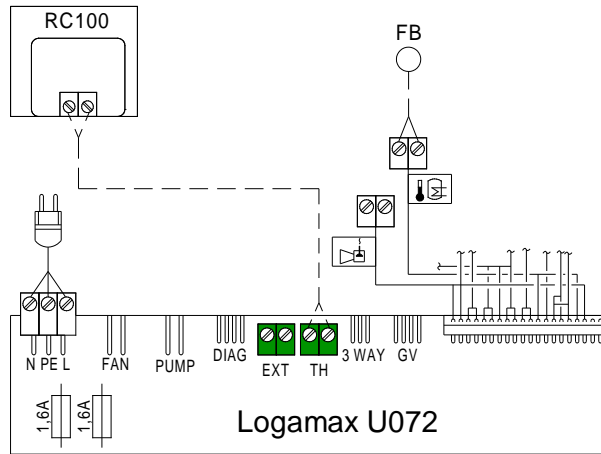 RC100
FB
N PE L
FAN
PUMP
DIAG
EXT
TH
3 WAY
GV
1,6A
1,6A
Logamax U072